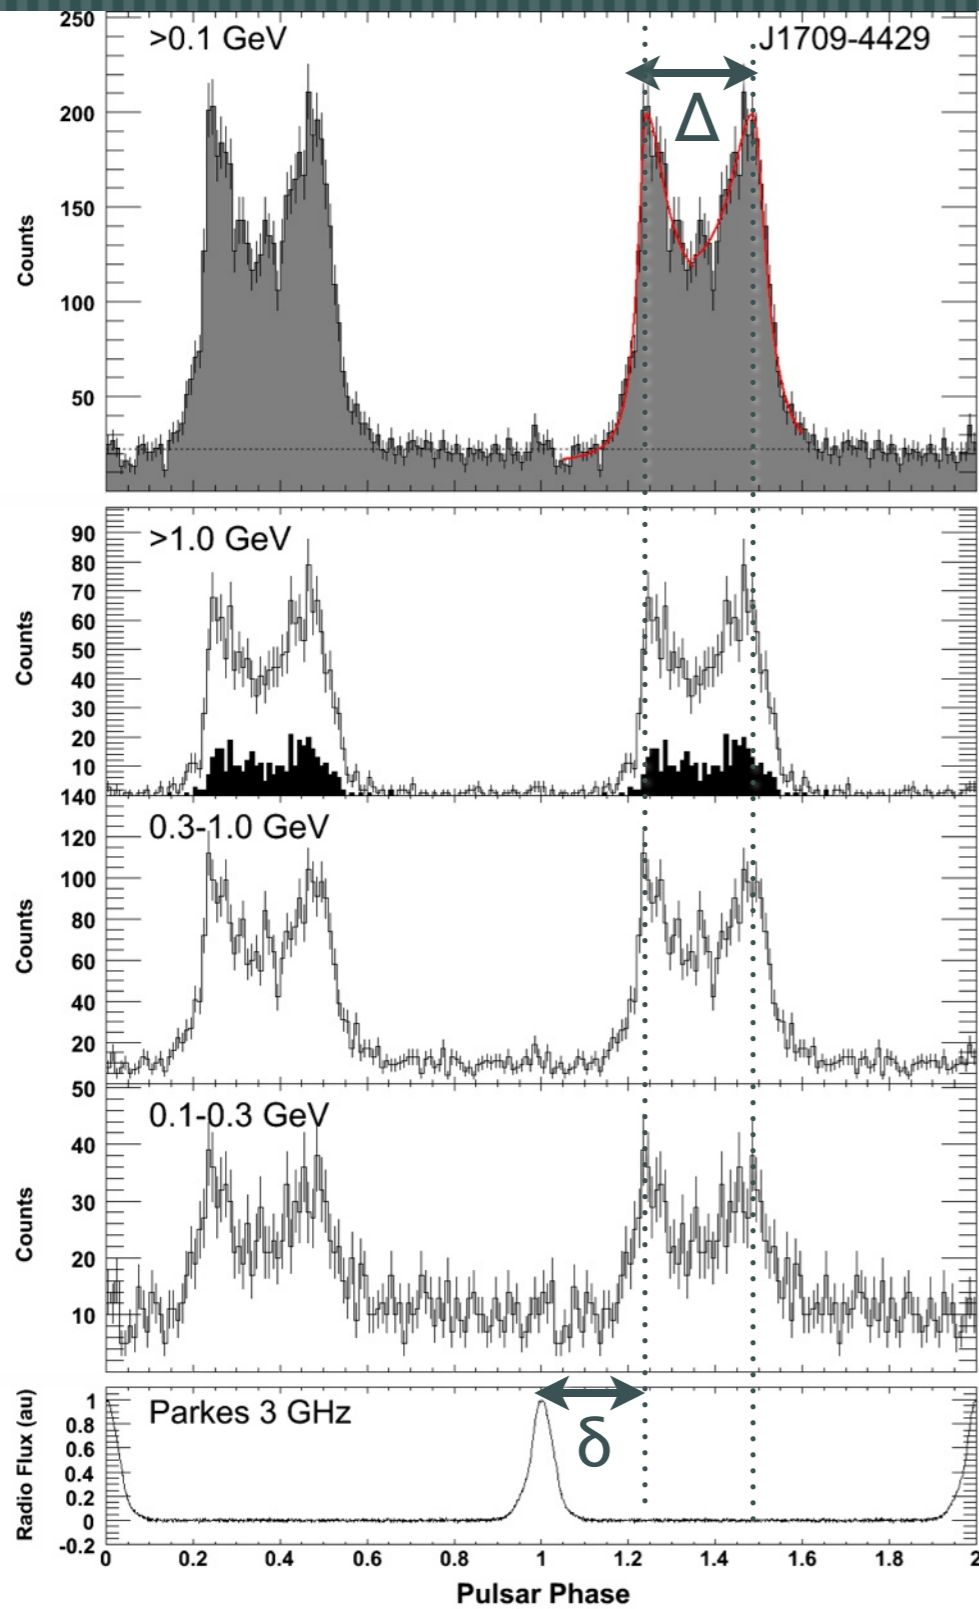 >0.1 GeV
J1709-4429
Δ
250
200
150
100
50
Counts
>1.0 GeV
90
80
70
60
50
40
30
20
10
Counts
0.3-1.0 GeV
140
120
100
80
60
40
20
Counts
0.1-0.3 GeV
50
40
30
20
10
Counts
Parkes 3 GHz
δ
1
0.8
0.6
0.4
0.2
0
-0.2
Radio Flux (au)
0 0.2 0.4 0.6 0.8 1 1.2 1.4 1.6 1.8 2
Pulsar Phase